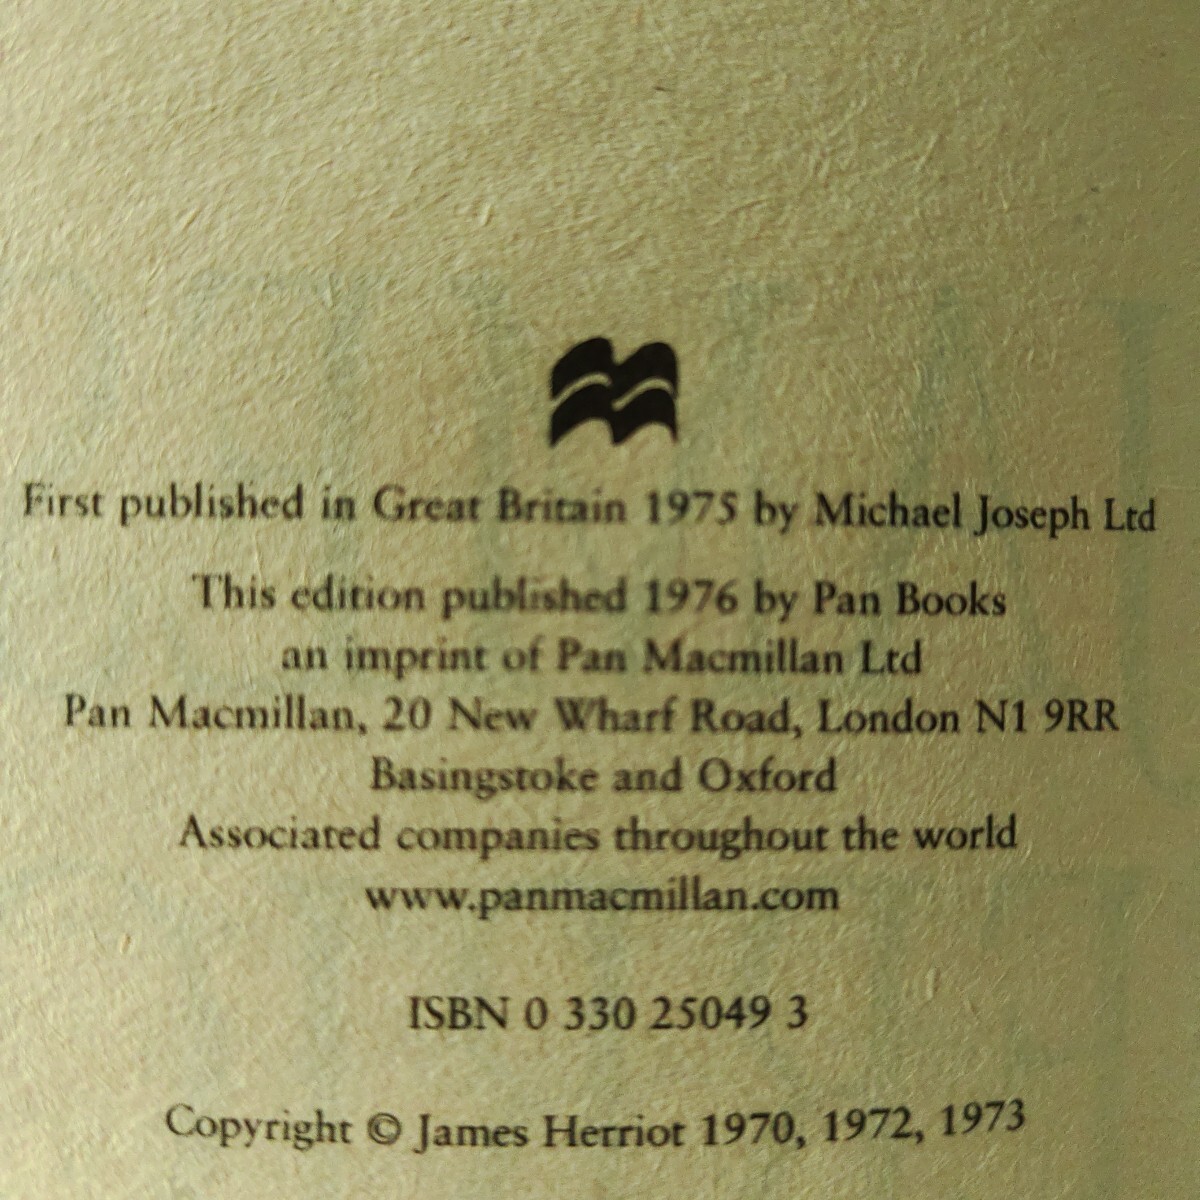 First published in Great Britain 1975 by Michael Joseph Ltd
This edition published 1976 by Pan Books
an imprint of Pan Macmillan Ltd
Pan Macmillan, 20 New Wharf Road, London N1 9RR
Basingstoke and Oxford
Associated companies throughout the world
www.panmacmillan.com
ISBN 0 330 25049 3
Copyright © James Herriot 1970, 1972, 1973